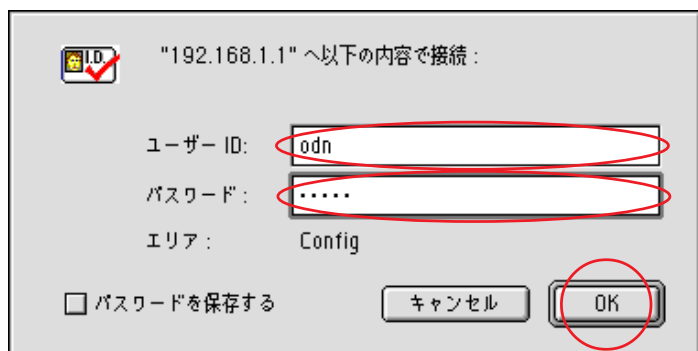 I.D.
"192.168.1.1" へ以下の内容で接続 :
ユーザー ID: odn
パスワード : •••••
エリア : Config
パスワードを保存する キャンセル OK